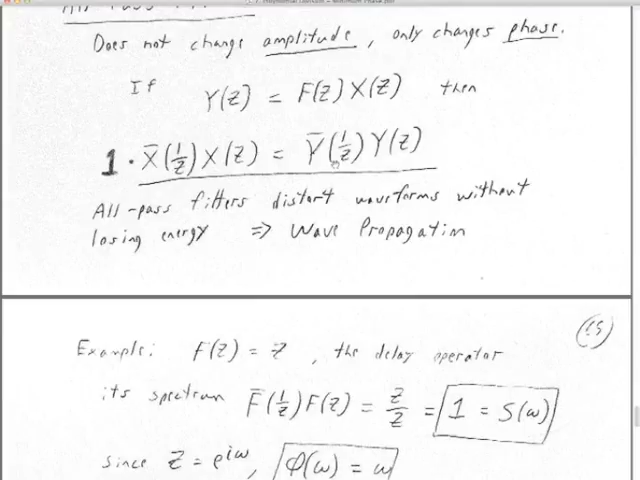 Does not change amplitude, only changes phase.
If Y(Z) = F(Z)X(Z) then
1 · X̄(1/Z)X(Z) = Ȳ(1/Z)Y(Z)
All-pass filters distort waveforms without
losing energy => Wave Propagation
(15)
Example: F(Z) = Z, the delay operator
its spectrum F̄(1/Z)F(Z) = Z/Z = 1 = S(ω)
since Z = e^iω, φ(ω) = ω